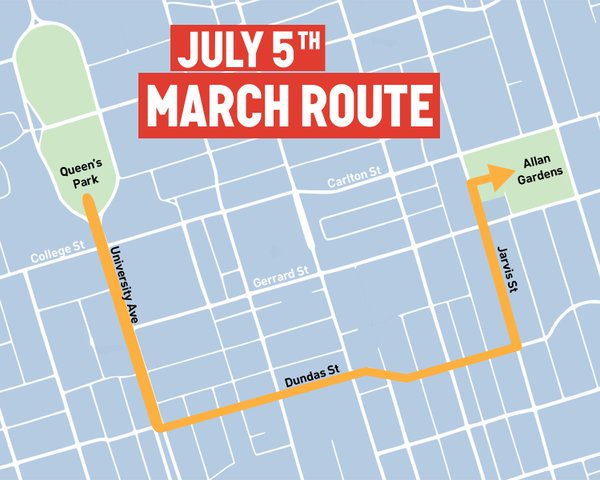 JULY 5TH
MARCH ROUTE
Queen's
Park
Allan
Gardens
Carlton St
College St
University Ave
Gerrard St
Jarvis St
Dundas St